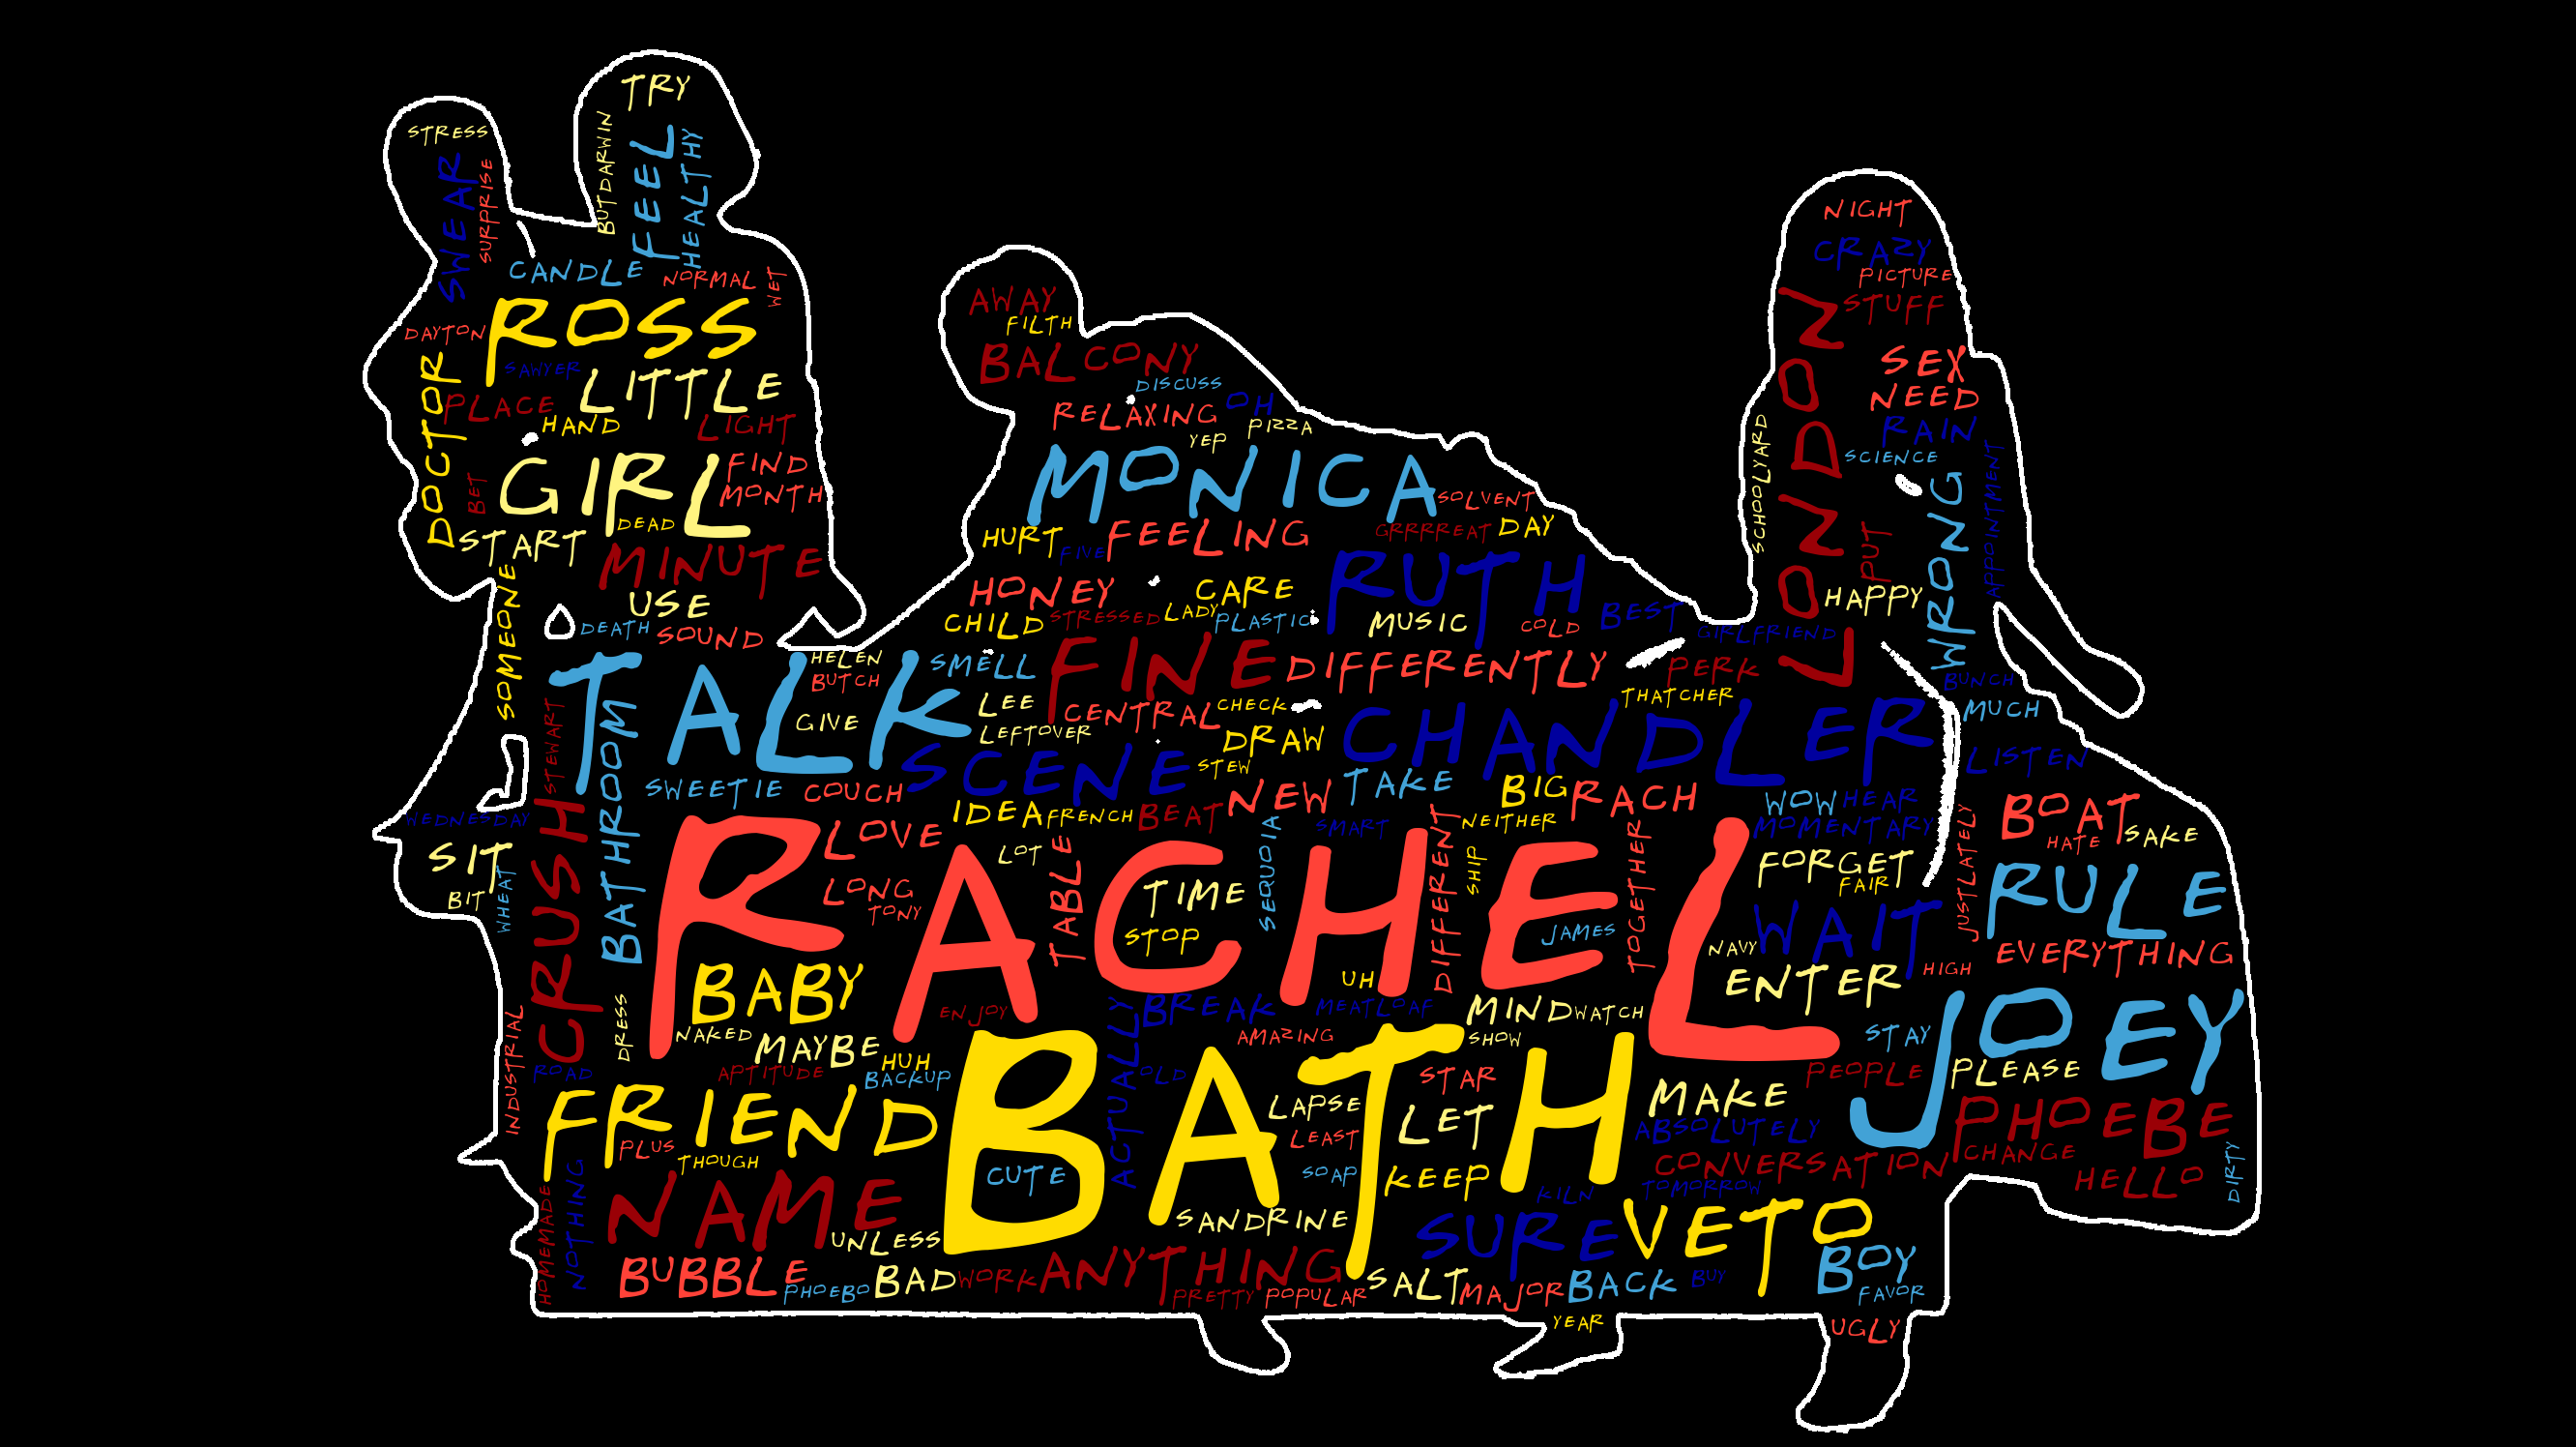 TRY
STRESS
SWEAR
SURPRISE
BUTDARWIN
FEEL
HEALTHY
CANDLE
NORMAL
WET
ROSS
DAYTON
SAWYER
LITTLE
DOCTOR
PLACE
HAND
LIGHT
GIRL
FIND
MONTH
BET
DEAD
START
MINUTE
SOMEONE
USE
DEATH
SOUND
AWAY
FILTH
BALCONY
DISCUSS
RELAXING
OH
YEP
PIZZA
MONICA
SOLVENT
HURT
FIVE
FEELING
GRRRREAT
DAY
RUTH
HONEY
CARE
CHILD
STRESSED
LADY
PLASTIC
MUSIC
COLD
BEST
GIRLFRIEND
NIGHT
CRAZY
PICTURE
STUFF
LONDON
SEX
NEED
RAIN
SCIENCE
SCHOOLYARD
WRONG
APPOINTMENT
PUT
HAPPY
TALK
HELEN
BUTCH
GIVE
SMELL
LEE
LEFTOVER
FINE
DIFFERENTLY
PERK
THATCHER
CENTRAL
CHECK
DRAW
CHANDLER
BUNCH
MUCH
LISTEN
STEWART
BATHROOM
SCENE
STEW
SWEETIE
COUCH
NEW
TAKE
BIG
RACH
WOW
HEAR
IDEA
FRENCH
BEAT
SMART
NEITHER
MOMENTARY
BOAT
HATE
SAKE
WEDNESDAY
SIT
BIT
WHEAT
CRUSH
RACHEL
LOVE
LOT
LONG
TONY
TABLE
TIME
STOP
SEQUOIA
DIFFERENT
SHIP
JAMES
TOGETHER
FORGET
FAIR
JUSTLATELY
RULE
WAIT
NAVY
EVERYTHING
HIGH
ENTER
BABY
ENJOY
UH
BREAK
MEATLOAF
MIND
WATCH
JOEY
STAY
INDUSTRIAL
DRESS
NAKED
MAYBE
HUH
AMAZING
SHOW
ROAD
APTITUDE
BACKUP
ACTUALLY
OLD
BATH
STAR
PEOPLE
PLEASE
FRIEND
LAPSE
LET
MAKE
PHOEBE
PLUS
THOUGH
LEAST
ABSOLUTELY
CUTE
SOAP
KEEP
CONVERSATION
CHANGE
HELLO
DIRTY
HOMEMADE
NOTHING
NAME
KILN
TOMORROW
UNLESS
SANDRINE
SURE
VETO
BUBBLE
PHOEBO
BAD
WORK
ANYTHING
PRETTY
POPULAR
SALT
MAJOR
BACK
BUY
BOY
FAVOR
YEAR
UGLY